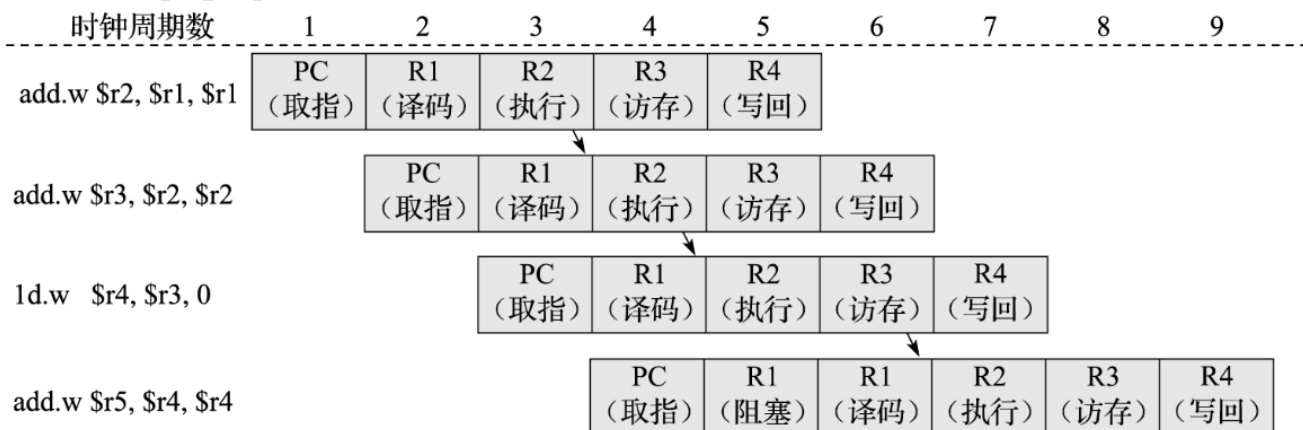 时钟周期数 1 2 3 4 5 6 7 8 9
PC R1 R2 R3 R4
add.w $r2, $r1, $r1
（取指） （译码） （执行） （访存） （写回）
PC R1 R2 R3 R4
add.w $r3, $r2, $r2
（取指） （译码） （执行） （访存） （写回）
PC R1 R2 R3 R4
1d.w $r4, $r3, 0
（取指） （译码） （执行） （访存） （写回）
PC R1 R1 R2 R3 R4
add.w $r5, $r4, $r4
（取指） （阻塞） （译码） （执行） （访存） （写回）